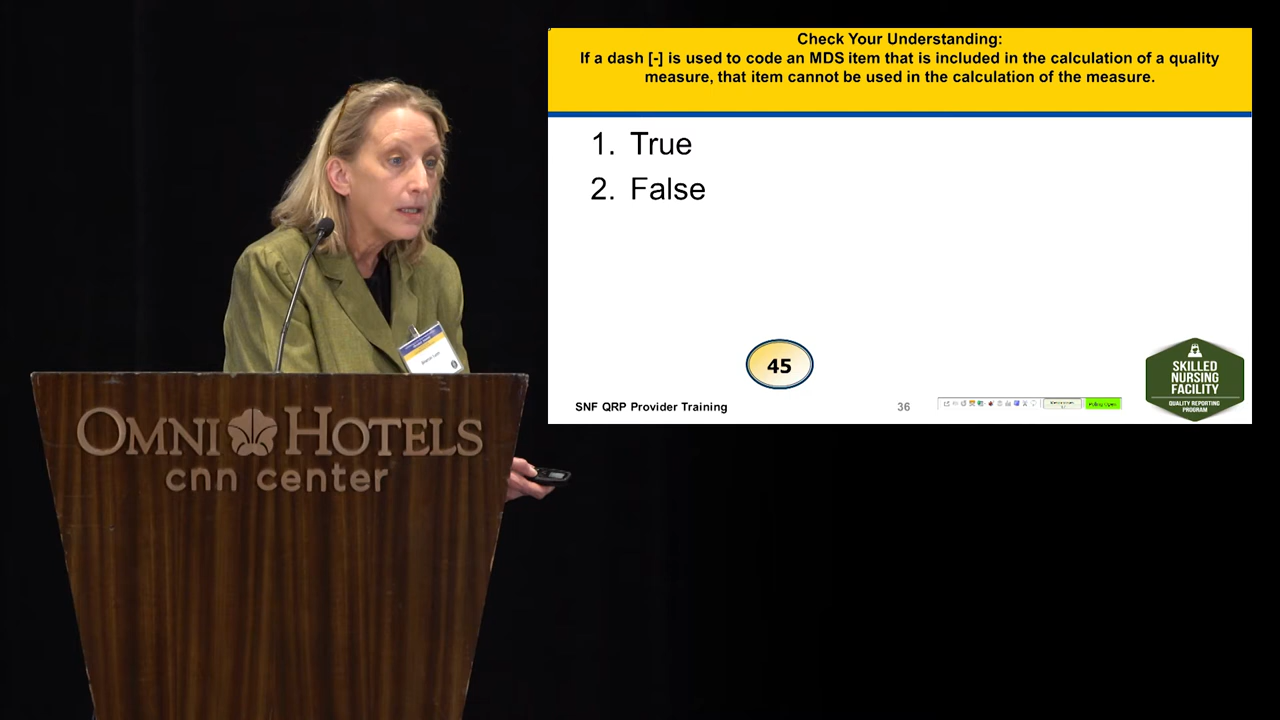 Check Your Understanding:
If a dash [-] is used to code an MDS item that is included in the calculation of a quality
measure, that item cannot be used in the calculation of the measure.
1. True
2. False
45
SNF QRP Provider Training
36
SKILLED
NURSING
FACILITY
QUALITY REPORTING
PROGRAM
OMNI HOTELS
cnn center